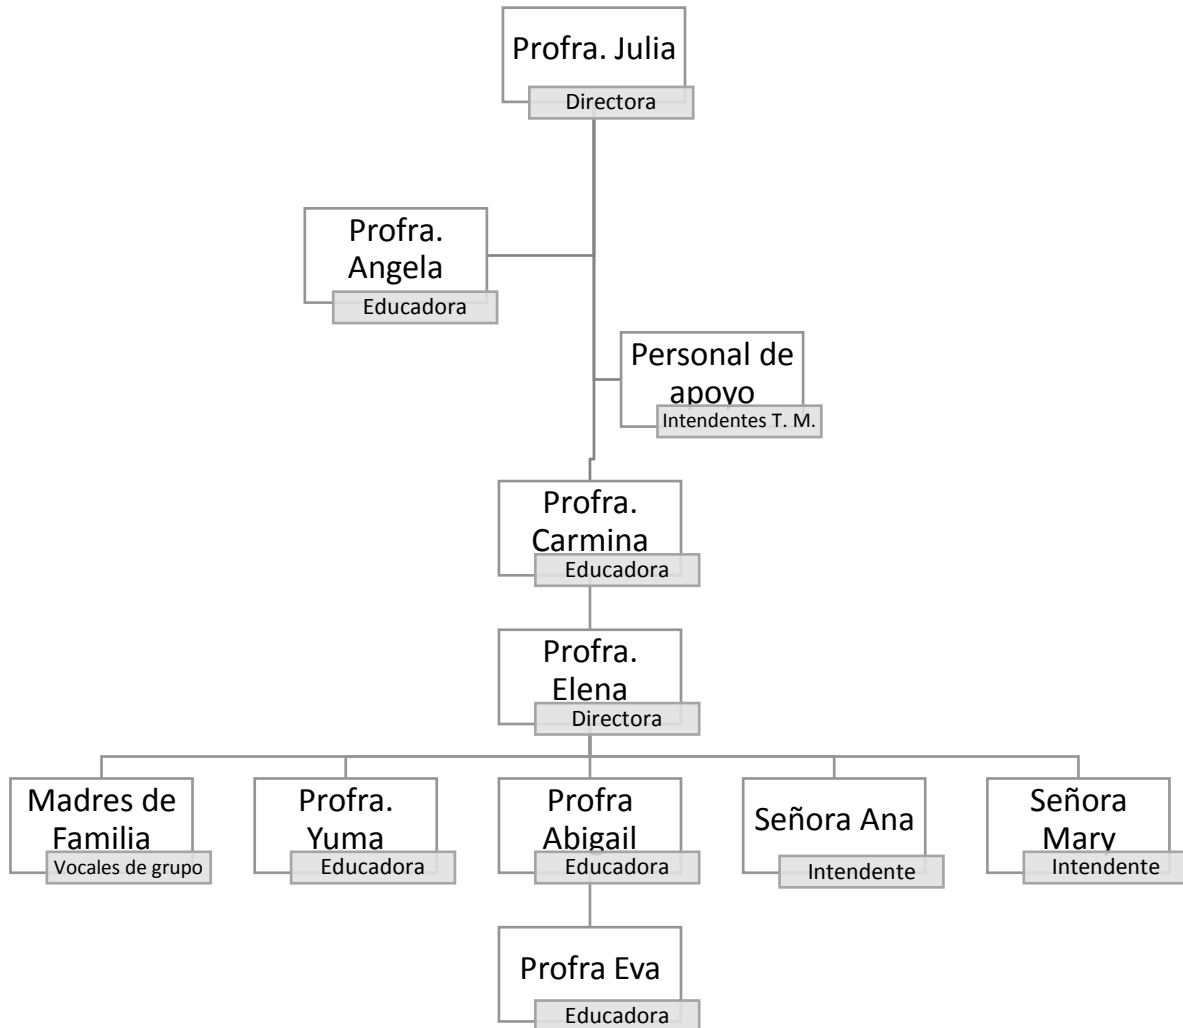 Profra. Julia
Directora
Profra.
Angela
Educadora
Personal de
apoyo
Intendentes T. M.
Profra.
Carmina
Educadora
Profra.
Elena
Directora
Madres de
Familia
Vocales de grupo
Profra.
Yuma
Educadora
Profra
Abigail
Educadora
Señora Ana
Intendente
Señora
Mary
Intendente
Profra Eva
Educadora